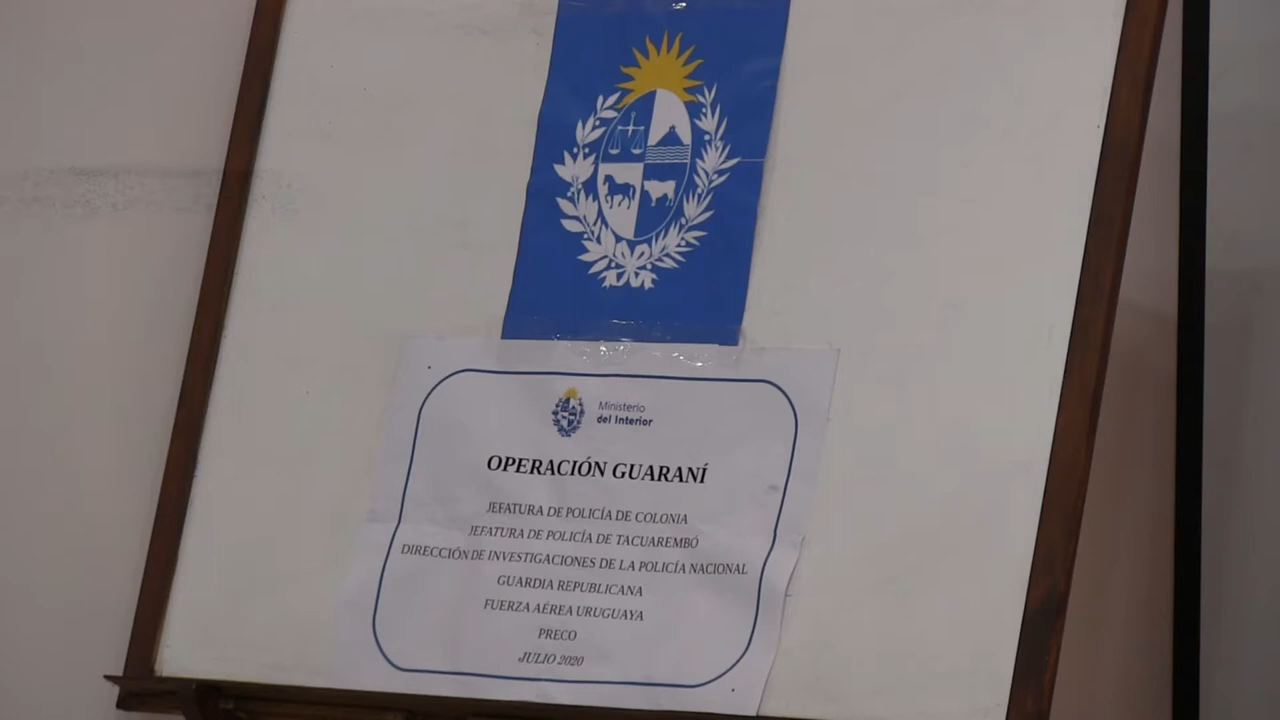 Ministerio
del Interior
OPERACIÓN GUARANÍ
JEFATURA DE POLICÍA DE COLONIA
JEFATURA DE POLICÍA DE TACUAREMBÓ
DIRECCIÓN DE INVESTIGACIONES DE LA POLICÍA NACIONAL
GUARDIA REPUBLICANA
FUERZA AÉREA URUGUAYA
PRECO
JULIO 2020